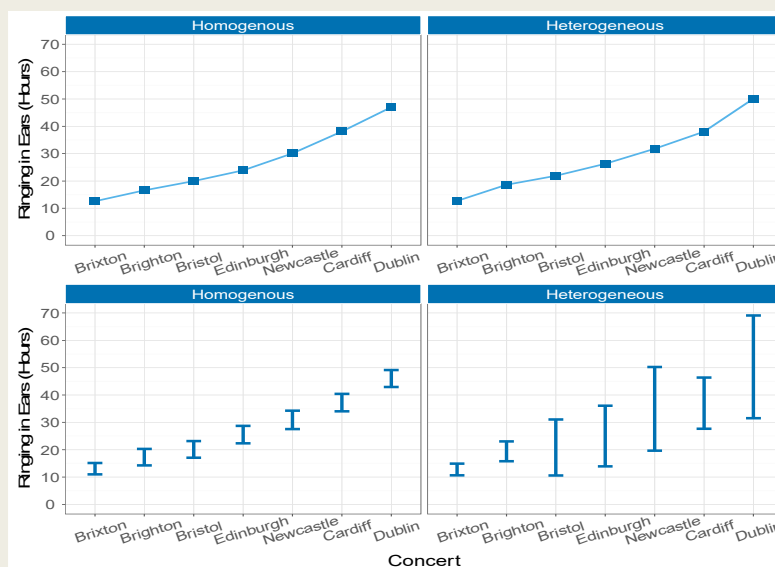 Homogenous
Heterogeneous
Ringing in Ears (Hours)
70
60
50
40
30
20
10
0
Brixton
Brighton
Bristol
Edinburgh
Newcastle
Cardiff
Dublin
Brixton
Brighton
Bristol
Edinburgh
Newcastle
Cardiff
Dublin
Homogenous
Heterogeneous
Ringing in Ears (Hours)
70
60
50
40
30
20
10
0
Brixton
Brighton
Bristol
Edinburgh
Newcastle
Cardiff
Dublin
Brixton
Brighton
Bristol
Edinburgh
Newcastle
Cardiff
Dublin
Concert